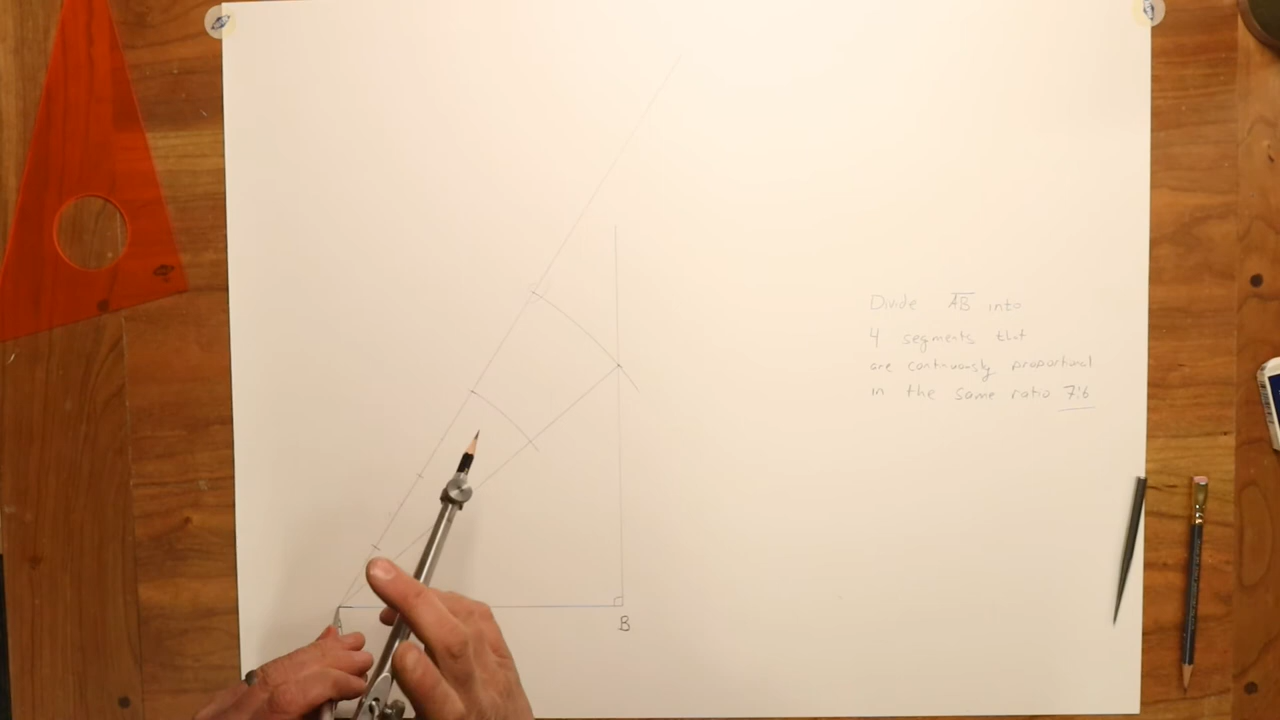 Divide AB into
4 segments that
are continuously proportional
in the same ratio 7:6
B